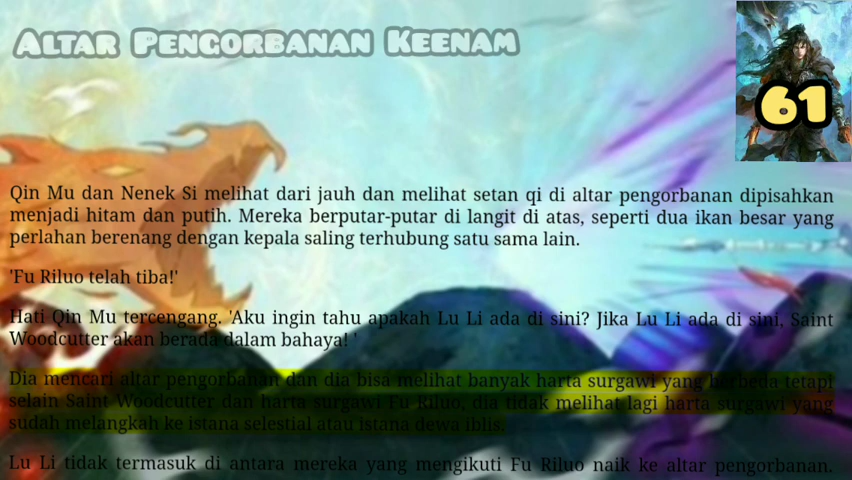 Altar Pengorbanan Keenam
61
Qin Mu dan Nenek Si melihat dari jauh dan melihat setan qi di altar pengorbanan dipisahkan
menjadi hitam dan putih. Mereka berputar-putar di langit di atas, seperti dua ikan besar yang
perlahan berenang dengan kepala saling terhubung satu sama lain.
'Fu Riluo telah tiba!'
Hati Qin Mu tercengang. 'Aku ingin tahu apakah Lu Li ada di sini? Jika Lu Li ada di sini, Saint
Woodcutter akan berada dalam bahaya! '
Dia mencari altar pengorbanan dan dia bisa melihat banyak harta surgawi yang berbeda tetapi
selain Saint Woodcutter dan harta surgawi Fu Riluo, dia tidak melihat lagi harta surgawi yang
sudah melangkah ke istana selestial atau istana dewa iblis.
Lu Li tidak termasuk di antara mereka yang mengikuti Fu Riluo naik ke altar pengorbanan.